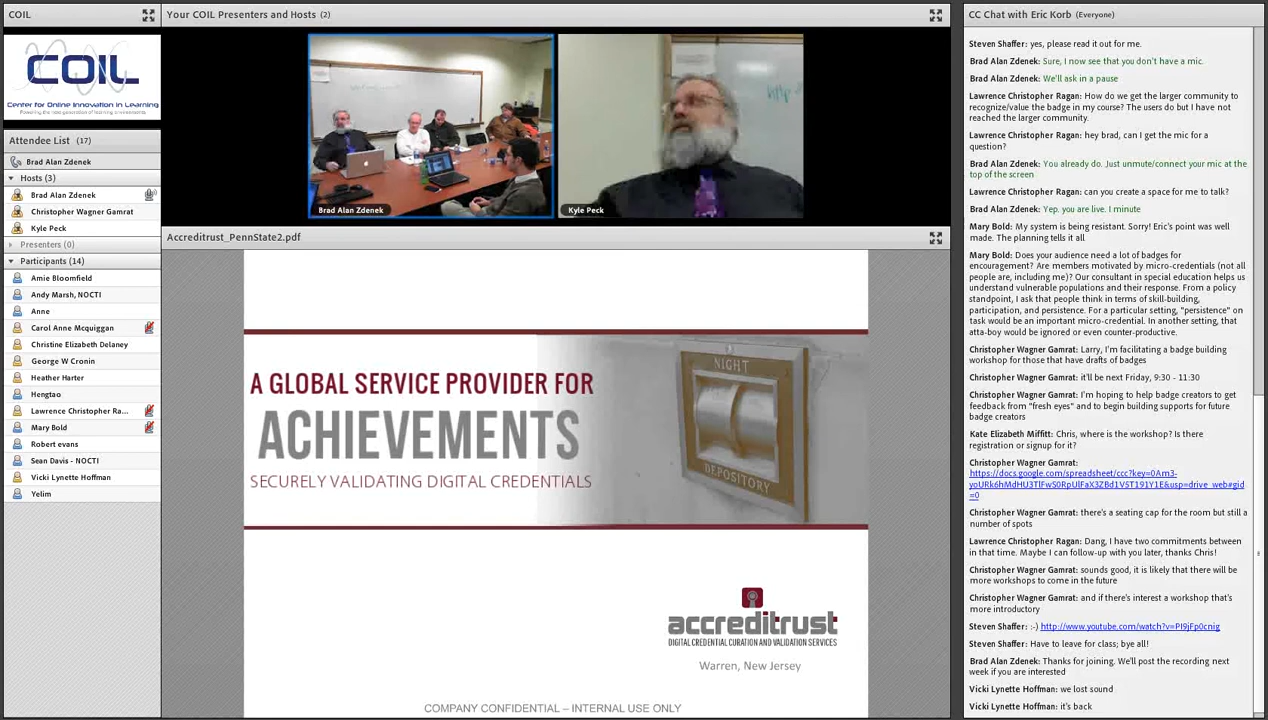 COIL
Your COIL Presenters and Hosts (2)
CC Chat with Eric Korb (Everyone)
COIL
Center for Online Innovation in Learning
Attendee List (17)
Brad Alan Zdenek
Hosts (3)
Brad Alan Zdenek
Christopher Wagner Gamrat
Kyle Peck
Presenters (0)
Participants (14)
Amie Bloomfield
Andy Marsh, NOCTI
Anne
Carol Anne Mcquiggan
Christine Elizabeth Delaney
George W Cronin
Heather Harter
Hengtao
Lawrence Christopher Ra...
Mary Bold
Robert evans
Sean Davis - NOCTI
Vicki Lynette Hoffman
Yelim
Brad Alan Zdenek
Kyle Peck
Accreditrust_PennState2.pdf
A GLOBAL SERVICE PROVIDER FOR
ACHIEVEMENTS
SECURELY VALIDATING DIGITAL CREDENTIALS
NIGHT
DEPOSITORY
accreditrust
DIGITAL CREDENTIAL CURATION AND VALIDATION SERVICES
Warren, New Jersey
COMPANY CONFIDENTIAL – INTERNAL USE ONLY
Steven Shaffer: yes, please read it out for me.
Brad Alan Zdenek: Sure, I now see that you don't have a mic.
Brad Alan Zdenek: We'll ask in a pause
Lawrence Christopher Ragan: How do we get the larger community to
recognize/value the badge in my course? The users do but I have not
reached the larger community.
Lawrence Christopher Ragan: hey brad, can I get the mic for a
question?
Brad Alan Zdenek: You already do. Just unmute/connect your mic at the
top of the screen
Lawrence Christopher Ragan: can you create a space for me to talk?
Brad Alan Zdenek: Yep. you are live. 1 minute
Mary Bold: My system is being resistant. Sorry! Eric's point was well
made. The planning tells it all
Mary Bold: Does your audience need a lot of badges for
encouragement? Are members motivated by micro-credentials (not all
people are, including me)? Our consultant in special education helps us
understand vulnerable populations and their response. From a policy
standpoint, I ask that people think in terms of skill-building,
participation, and persistence. For a particular setting, "persistence" on
task would be an important micro-credential. In another setting, that
atta-boy would be ignored or even counter-productive.
Christopher Wagner Gamrat: Larry, I'm facilitating a badge building
workshop for those that have drafts of badges
Christopher Wagner Gamrat: it'll be next Friday, 9:30 - 11:30
Christopher Wagner Gamrat: I'm hoping to help badge creators to get
feedback from "fresh eyes" and to begin building supports for future
badge creators
Kate Elizabeth Miffitt: Chris, where is the workshop? Is there
registration or signup for it?
Christopher Wagner Gamrat:
https://docs.google.com/spreadsheet/ccc?key=0Am3-
Christopher Wagner Gamrat: there's a seating cap for the room but still a
number of spots
Lawrence Christopher Ragan: Dang, I have two commitments between
in that time. Maybe I can follow-up with you later, thanks Chris!
Christopher Wagner Gamrat: sounds good, it is likely that there will be
more workshops to come in the future
Christopher Wagner Gamrat: and if there's interest a workshop that's
more introductory
Steven Shaffer: :-) http://www.youtube.com/watch?v=PI9jFp0cnig
Steven Shaffer: Have to leave for class; bye all!
Brad Alan Zdenek: Thanks for joining. We'll post the recording next
week if you are interested
Vicki Lynette Hoffman: we lost sound
Vicki Lynette Hoffman: it's back